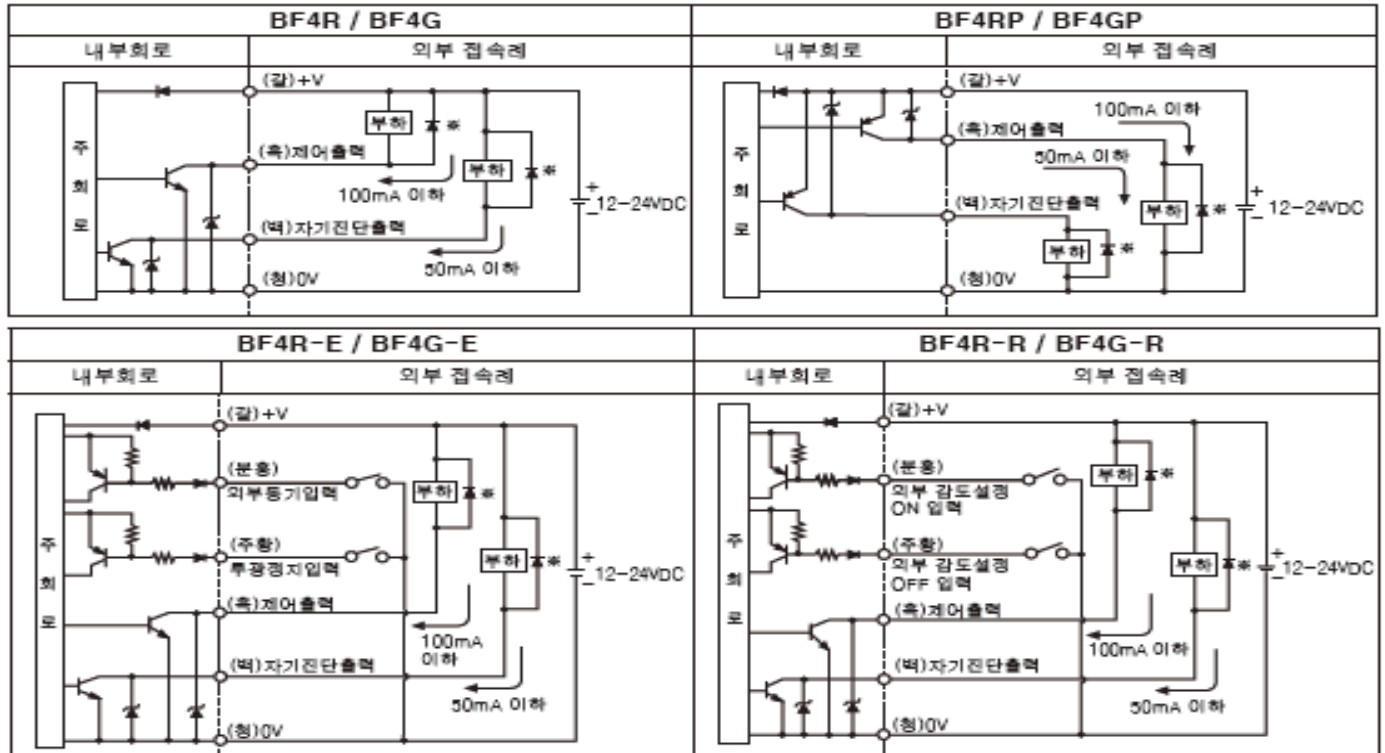 BF4R / BF4G
내부회로
외부 접속례
주
회
로
(갈)+V
부하
※
(흑)제어출력
100mA 이하
부하
※
(백)자기진단출력
50mA 이하
(청)0V
+
-
12-24VDC
BF4RP / BF4GP
내부회로
외부 접속례
주
회
로
(갈)+V
100mA 이하
(흑)제어출력
50mA 이하
(백)자기진단출력
부하
※
부하
※
(청)0V
+
-
12-24VDC
BF4R-E / BF4G-E
내부회로
외부 접속례
주
회
로
(갈)+V
(분홍)
외부동기입력
부하
※
(주황)
투광정지입력
부하
※
(흑)제어출력
100mA
이하
(백)자기진단출력
50mA 이하
(청)0V
+
-
12-24VDC
BF4R-R / BF4G-R
내부회로
외부 접속례
주
회
로
(갈)+V
(분홍)
외부 감도설정
ON 입력
부하
※
(주황)
외부 감도설정
OFF 입력
부하
※
(흑)제어출력
100mA 이하
(백)자기진단출력
50mA 이하
(청)0V
+
-
12-24VDC